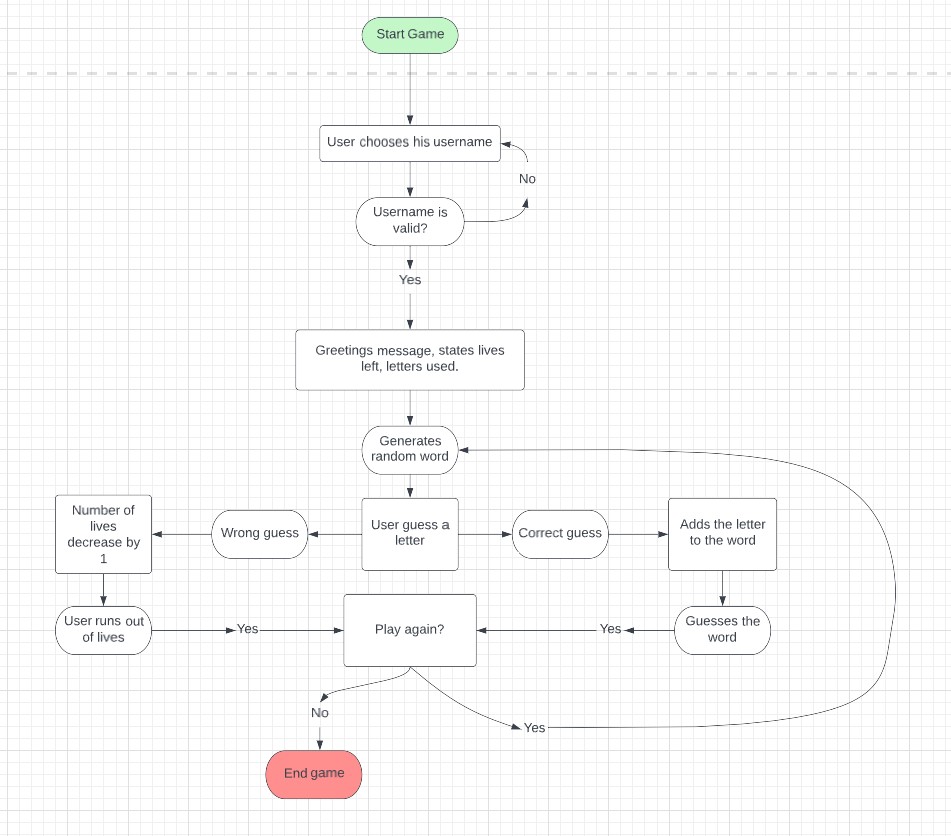 Start Game
User chooses his username
No
Username is
valid?
Yes
Greetings message, states lives
left, letters used.
Generates
random word
Number of
lives
decrease by
1
Wrong guess
User guess a
letter
Correct guess
Adds the letter
to the word
User runs out
of lives
Yes
Play again?
Yes
Guesses the
word
No
Yes
End game